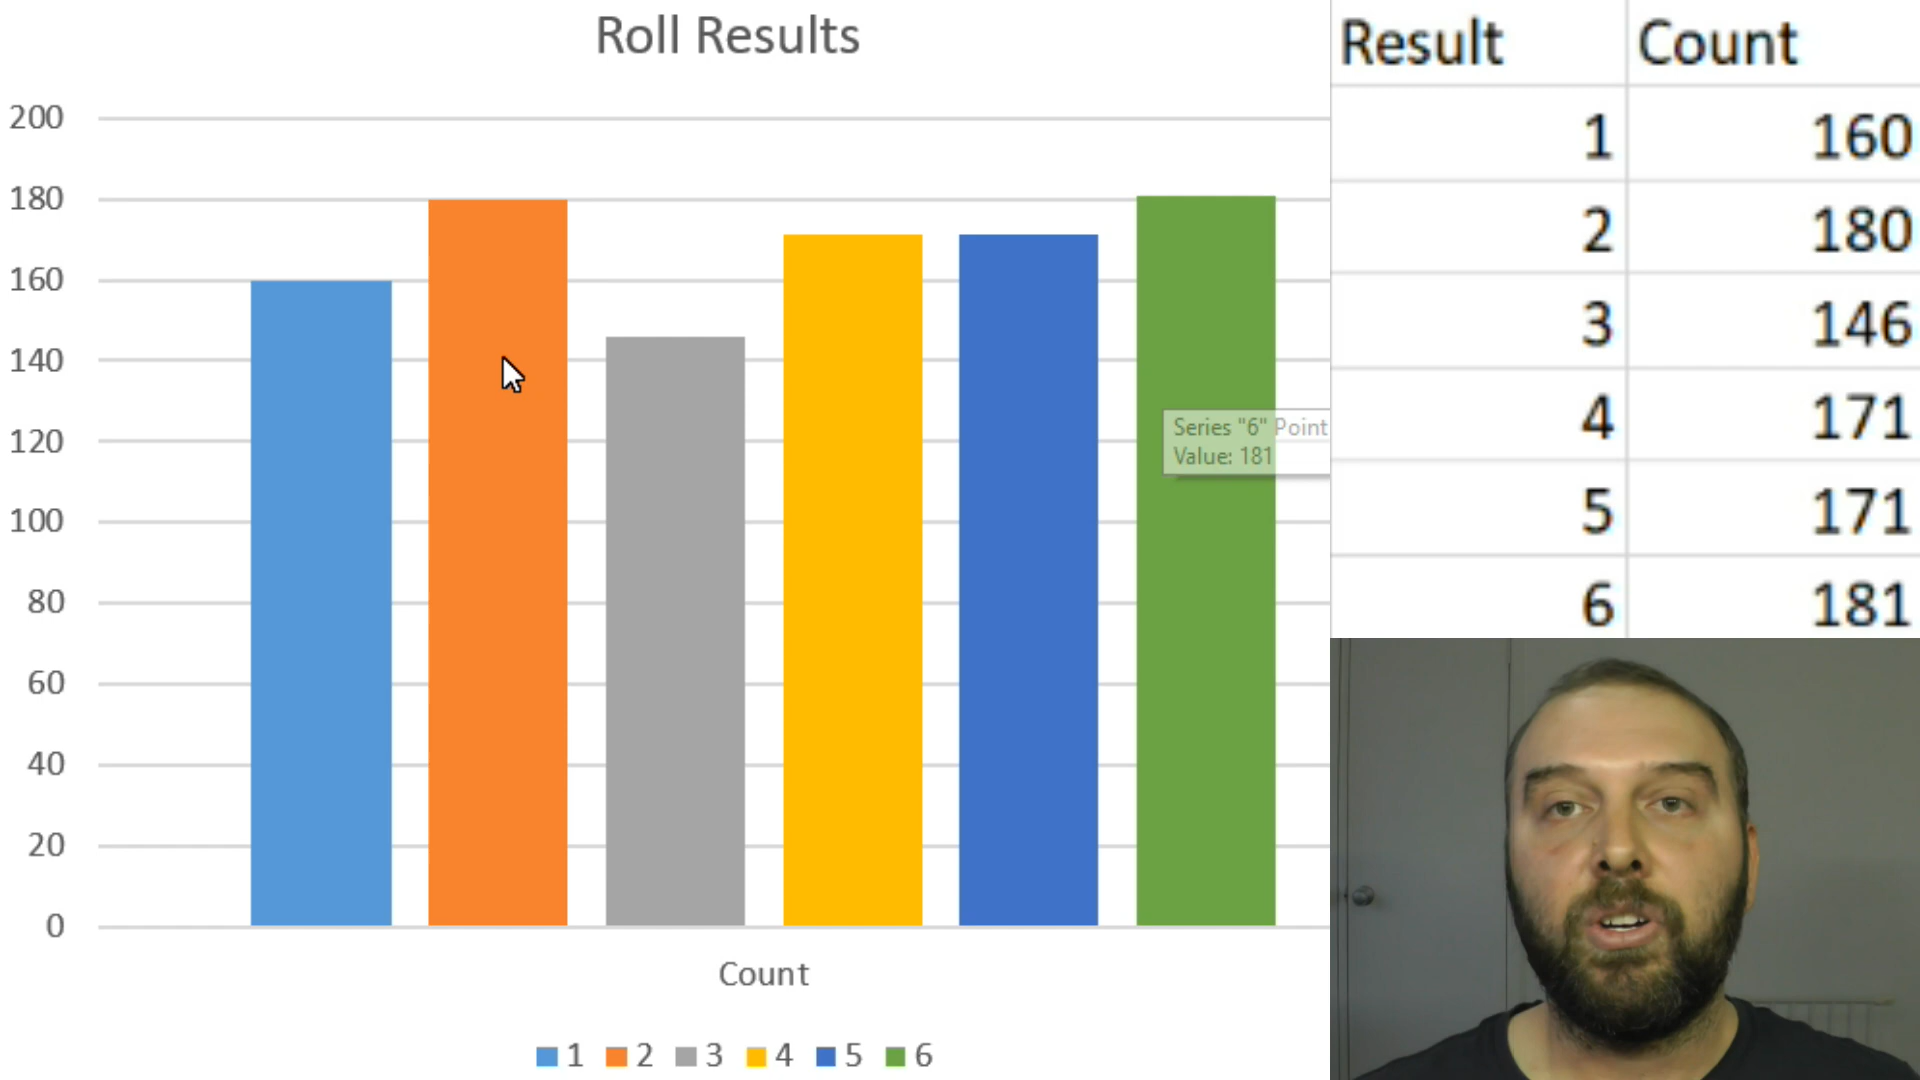 Roll Results
200
180
160
140
120
100
80
60
40
20
0
Series "6" Point
Value: 181
Count
1 2 3 4 5 6
Result Count
1 160
2 180
3 146
4 171
5 171
6 181